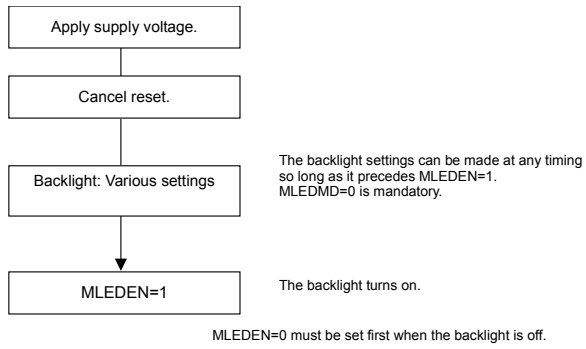 Apply supply voltage.
Cancel reset.
Backlight: Various settings
The backlight settings can be made at any timing
so long as it precedes MLEDEN=1.
MLEDMD=0 is mandatory.
MLEDEN=1
The backlight turns on.
MLEDEN=0 must be set first when the backlight is off.